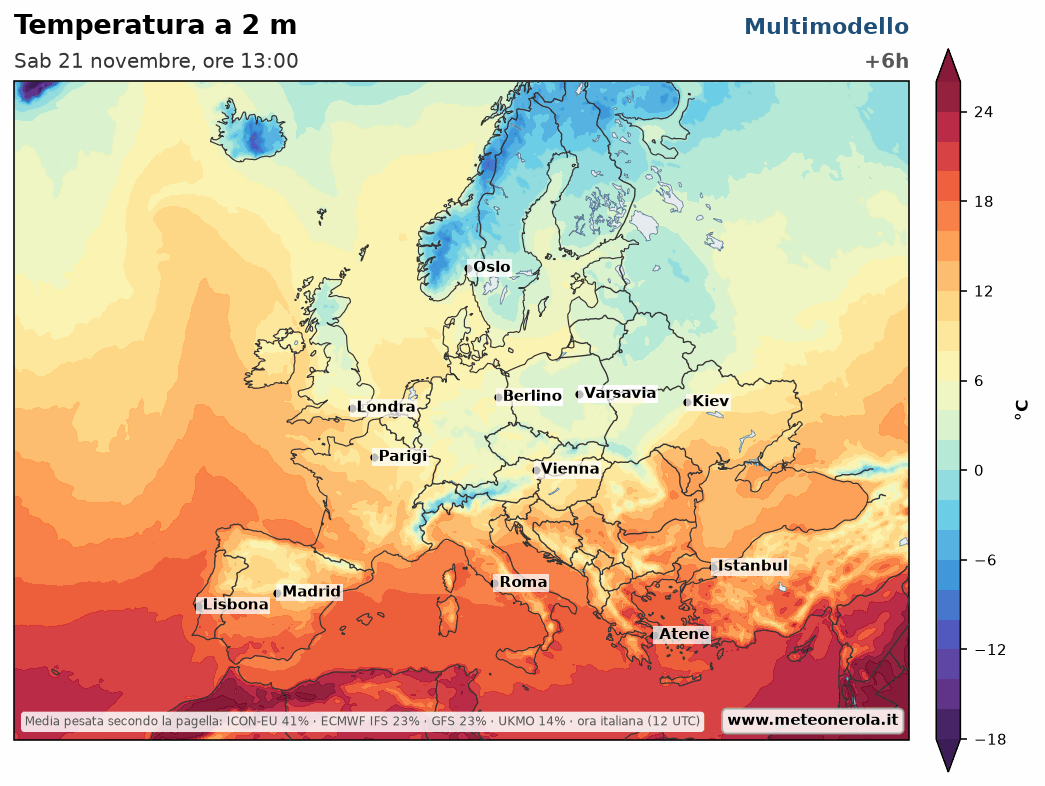 Temperatura a 2 m
Multimodello
Sab 21 novembre, ore 13:00
+6h
24
18
12
6
0
−6
−12
−18
°C
Oslo
Londra
Berlino
Varsavia
Kiev
Parigi
Vienna
Istanbul
Roma
Madrid
Lisbona
Atene
Media pesata secondo la pagella: ICON-EU 41% · ECMWF IFS 23% · GFS 23% · UKMO 14% · ora italiana (12 UTC)
www.meteonerola.it